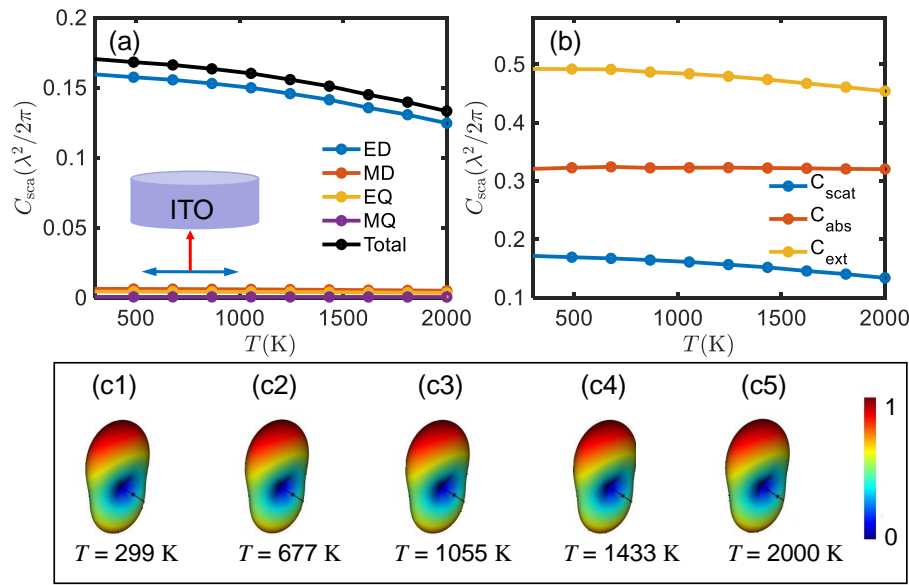 (a)
0.2
0.15
0.1
0.05
0
C_sca(λ²/2π)
ED
MD
EQ
MQ
Total
ITO
500
1000
1500
2000
T(K)
(b)
0.5
0.4
0.3
0.2
0.1
C_sca(λ²/2π)
C_scat
C_abs
C_ext
500
1000
1500
2000
T(K)
(c1)
(c2)
(c3)
(c4)
(c5)
1
0
T = 299 K
T = 677 K
T = 1055 K
T = 1433 K
T = 2000 K